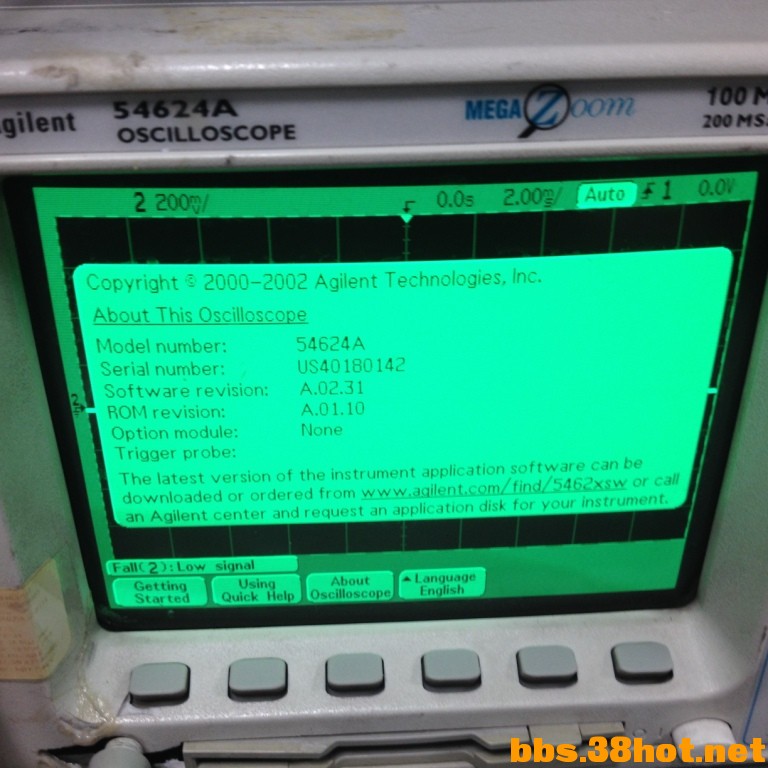 gilent 54624A OSCILLOSCOPE MEGA Zoom 100 M
200 MS
2 200mV/ 0.0s 2.00ms/ Auto 1 0.0V
Copyright © 2000-2002 Agilent Technologies, Inc.
About This Oscilloscope
Model number: 54624A
Serial number: US40180142
Software revision: A.02.31
ROM revision: A.01.10
Option module: None
Trigger probe:
The latest version of the instrument application software can be
downloaded or ordered from www.agilent.com/find/5462xsw or call
an Agilent center and request an application disk for your instrument.
2
Fall(2):Low signal
Getting Started
Using Quick Help
About Oscilloscope
Language English
bbs.38hot.net